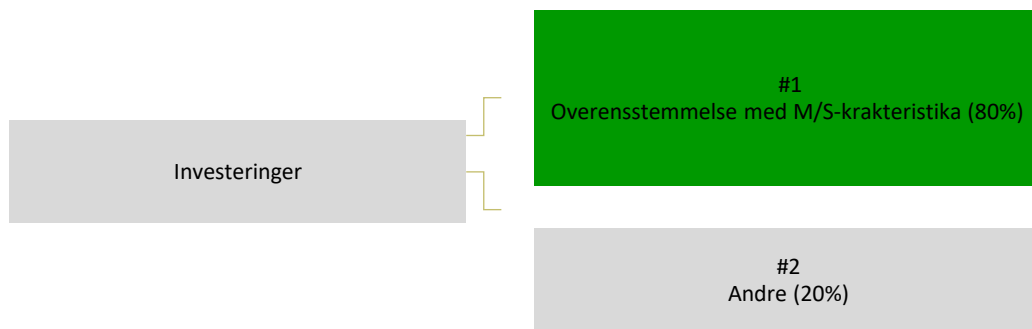 Investeringer
#1
Overensstemmelse med M/S-krakteristika (80%)
#2
Andre (20%)